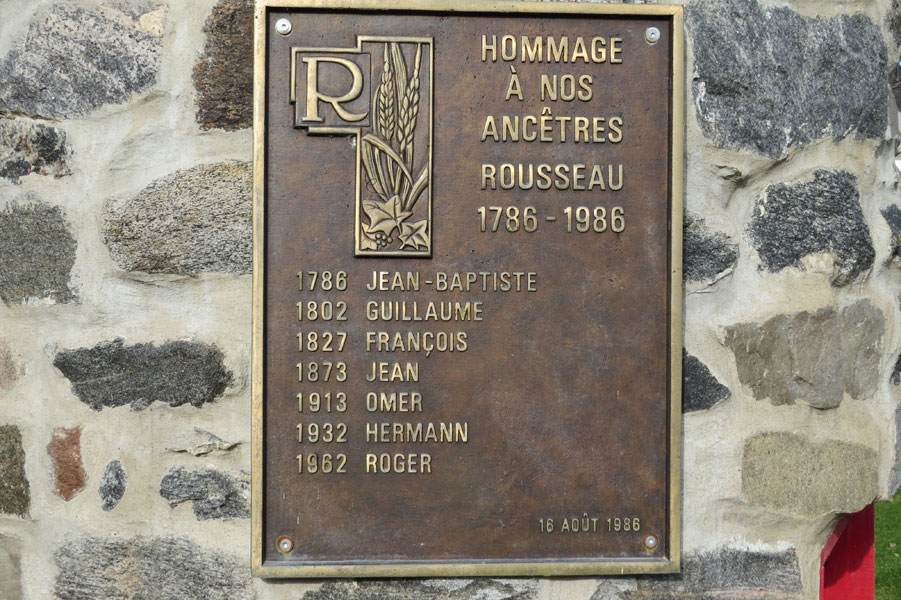 R
HOMMAGE
À NOS
ANCÊTRES
ROUSSEAU
1786 - 1986
1786 JEAN-BAPTISTE
1802 GUILLAUME
1827 FRANÇOIS
1873 JEAN
1913 OMER
1932 HERMANN
1962 ROGER
16 AOÛT 1986